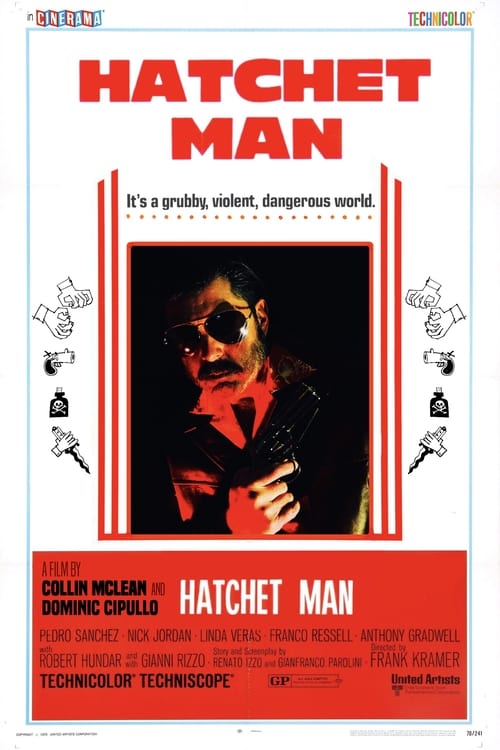 in CINERAMA
TECHNICOLOR®
HATCHET
MAN
It's a grubby, violent, dangerous world.
A FILM BY
COLLIN MCLEAN AND
DOMINIC CIPULLO
HATCHET MAN
PEDRO SANCHEZ · NICK JORDAN · LINDA VERAS · FRANCO RESSELL · ANTHONY GRADWELL
with ROBERT HUNDAR and with GIANNI RIZZO Story and Screenplay by RENATO IZZO and GIANFRANCO PAROLINI Directed by FRANK KRAMER
TECHNICOLOR® TECHNISCOPE®
GP
United Artists
70/241